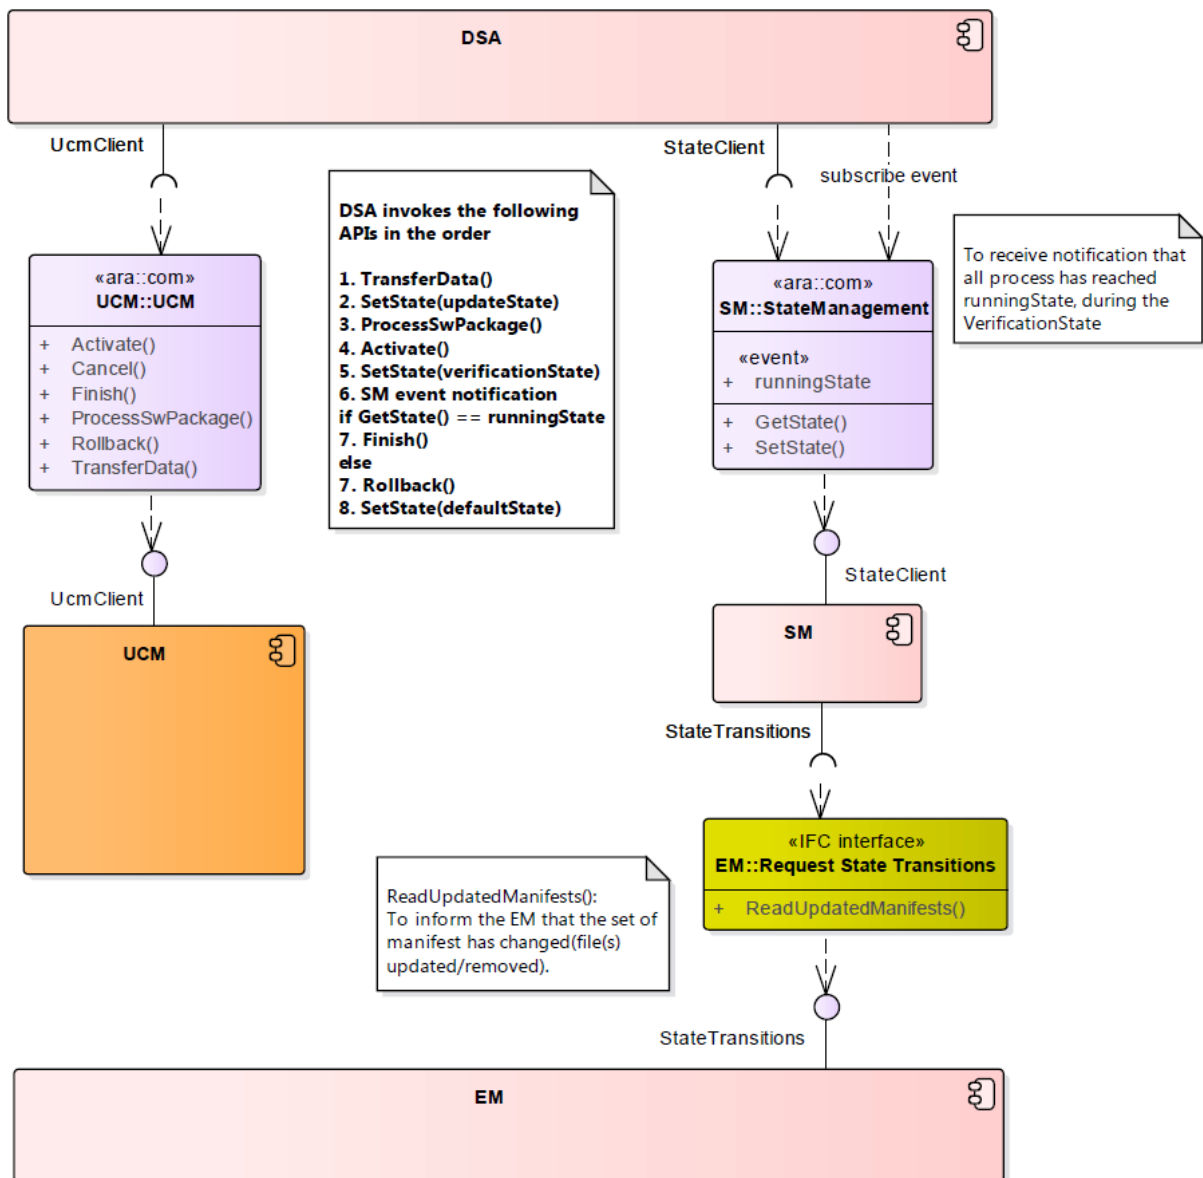 DSA
UcmClient
StateClient
subscribe event
DSA invokes the following
APIs in the order
1. TransferData()
2. SetState(updateState)
3. ProcessSwPackage()
4. Activate()
5. SetState(verificationState)
6. SM event notification
if GetState() == runningState
7. Finish()
else
7. Rollback()
8. SetState(defaultState)
To receive notification that
all process has reached
runningState, during the
VerificationState
«ara::com»
UCM::UCM
+ Activate()
+ Cancel()
+ Finish()
+ ProcessSwPackage()
+ Rollback()
+ TransferData()
«ara::com»
SM::StateManagement
«event»
+ runningState
+ GetState()
+ SetState()
UcmClient
StateClient
UCM
SM
StateTransitions
«IFC interface»
EM::Request State Transitions
+ ReadUpdatedManifests()
ReadUpdatedManifests():
To inform the EM that the set of
manifest has changed(file(s)
updated/removed).
StateTransitions
EM